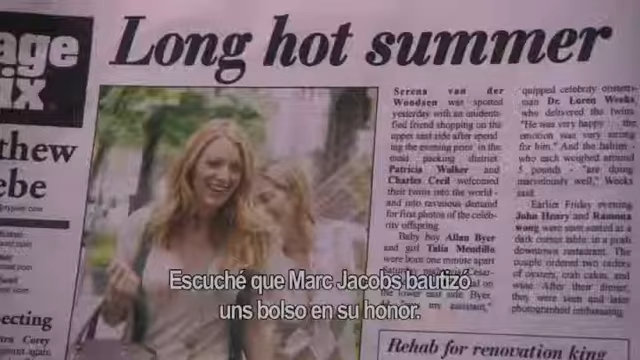 age
ix
Long hot summer
thew
ebe
Serena van der
Woodsen was spotted
yesterday with an unidenti-
fied friend shopping on the
upper east side after spend-
ing the evening poor in the
meat packing district.
Patricia Walker and
Charles Cecil welcomed
their twins into the world -
and into ravenous demand
for first photos of the celeb-
rity offspring.
Baby boy Allan Byer
and girl Talia Mendilla
were born one minute apart
quipped celebrity obstetri-
cian Dr. Loren Weeks
who delivered the twins.
"He was very happy - the
emotion was very strong
for him." And the babies -
who each weighed around
5 pounds - "are doing
marvelously well," Weeks
said.
Earlier Friday evening
John Henry and Ramona
wong were seen seated at a
dark corner table in a posh
downtown restaurant. The
couple ordered two orders
of oysters, crab cakes, and
wine. After their dinner,
they were seen and later
photographed embracing.
Escuché que Marc Jacobs bautizó
uns bolso en su honor.
ecting
Corey
Rehab for renovation king